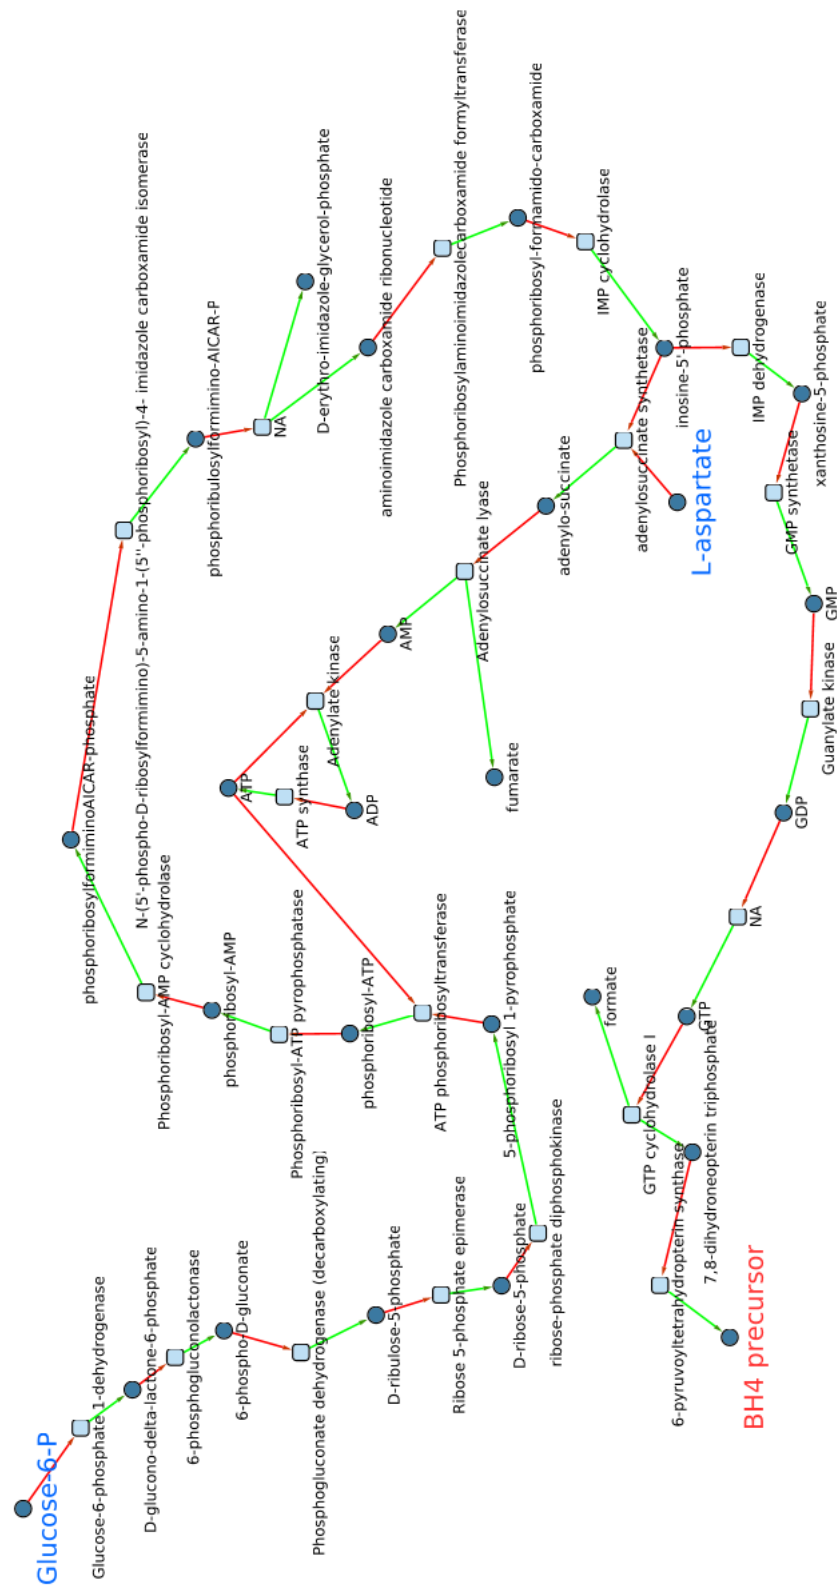 Glucose-6-P
Glucose-6-phosphate 1-dehydrogenase
D-glucono-delta-lactone-6-phosphate
6-phosphogluconolactonase
6-phospho-D-gluconate
Phosphogluconate dehydrogenase (decarboxylating)
D-ribulose-5-phosphate
Ribose 5-phosphate epimerase
D-ribose-5-phosphate
ribose-phosphate diphosphokinase
5-phosphoribosyl 1-pyrophosphate
ATP phosphoribosyltransferase
phosphoribosyl-ATP
Phosphoribosyl-ATP pyrophosphatase
phosphoribosyl-AMP
Phosphoribosyl-AMP cyclohydrolase
phosphoribosylformiminoAICAR-phosphate
N-(5'-phospho-D-ribosylformimino)-5-amino-1-(5"-phosphoribosyl)-4- imidazole carboxamide isomerase
phosphoribulosylformimino-AICAR-P
NA
D-erythro-imidazole-glycerol-phosphate
aminoimidazole carboxamide ribonucleotide
Phosphoribosylaminoimidazolecarboxamide formyltransferase
phosphoribosyl-formamido-carboxamide
IMP cyclohydrolase
inosine-5'-phosphate
adenylosuccinate synthetase
L-aspartate
adenylo-succinate
Adenylosuccinate lyase
fumarate
AMP
Adenylate kinase
ADP
ATP synthase
ATP
IMP dehydrogenase
xanthosine-5-phosphate
GMP synthetase
GMP
Guanylate kinase
GDP
NA
GTP
GTP cyclohydrolase I
formate
7,8-dihydroneopterin triphosphate
6-pyruvoyltetrahydropterin synthase
BH4 precursor